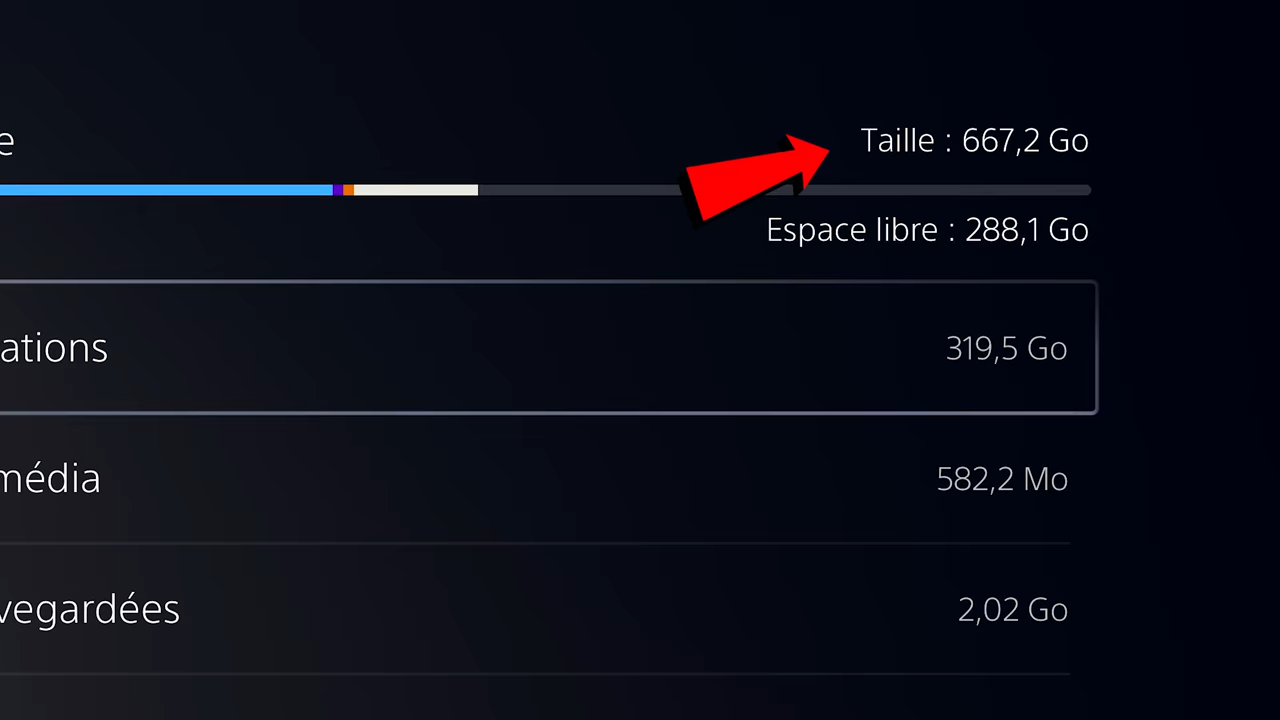 e
Taille : 667,2 Go
Espace libre : 288,1 Go
ations 319,5 Go
média 582,2 Mo
vegardées 2,02 Go